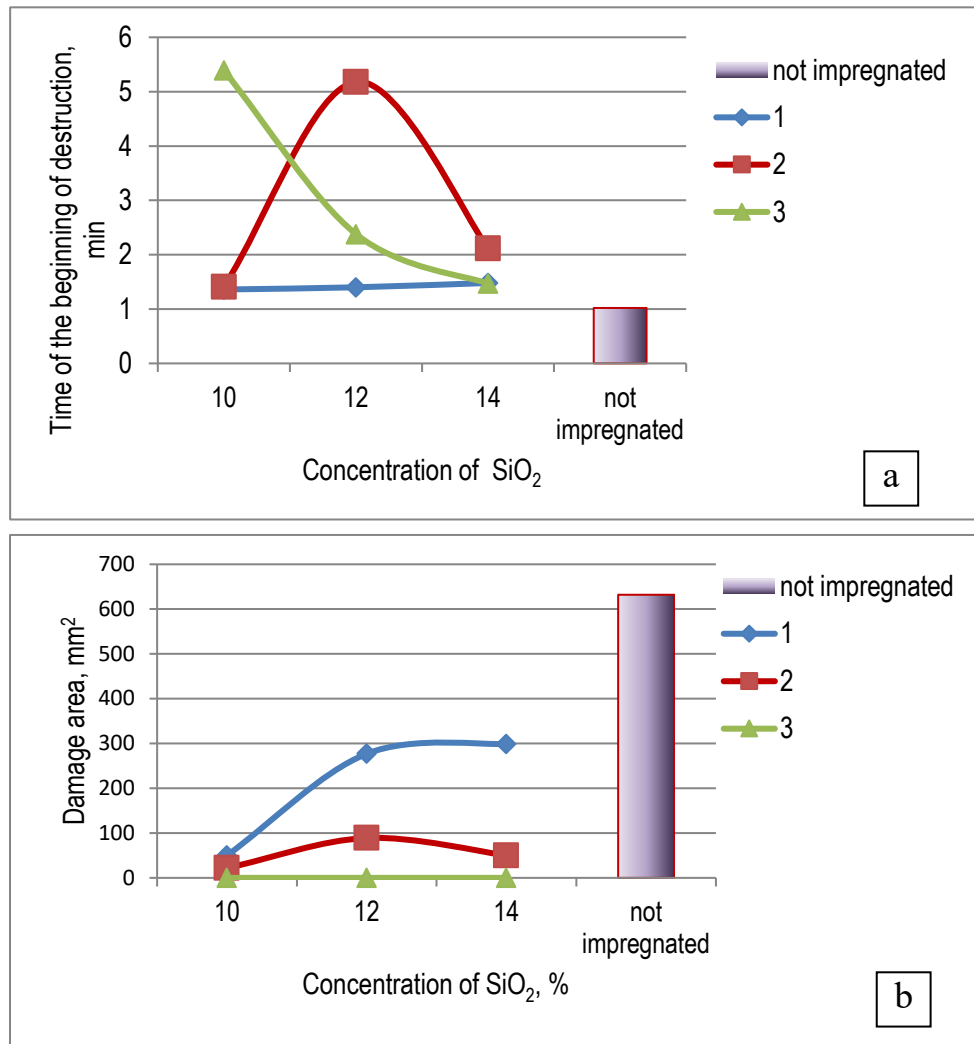 6
5
4
3
2
1
0
Time of the beginning of destruction,
min
10 12 14 not
impregnated
Concentration of SiO₂
not impregnated
1
2
3
a
700
600
500
400
300
200
100
0
Damage area, mm²
10 12 14 not
impregnated
Concentration of SiO₂, %
not impregnated
1
2
3
b